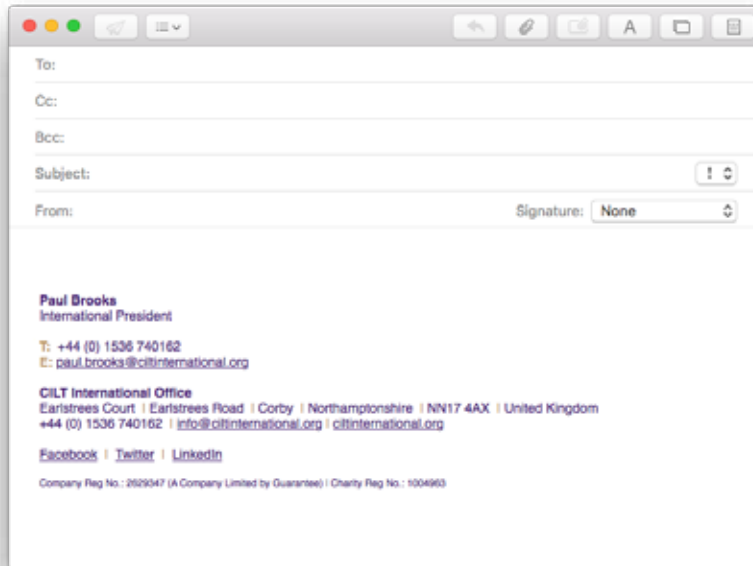 To:
Cc:
Bcc:
Subject:
!
From:
Signature: None
A
Paul Brooks
International President
T: +44 (0) 1536 740162
E: paul.brooks@ciltinternational.org
CILT International Office
Earlstrees Court | Earlstrees Road | Corby | Northamptonshire | NN17 4AX | United Kingdom
+44 (0) 1536 740162 | info@ciltinternational.org | ciltinternational.org
Facebook | Twitter | LinkedIn
Company Reg No.: 2629347 (A Company Limited by Guarantee) | Charity Reg No.: 1004963